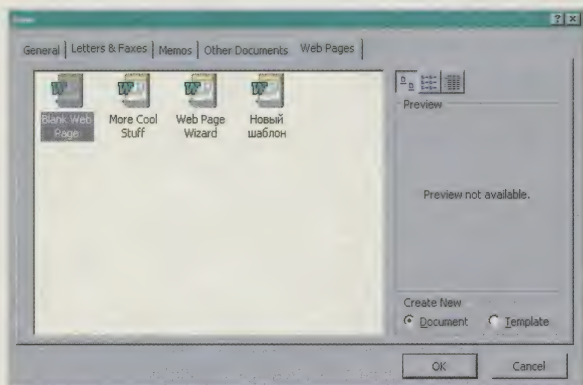 General Letters & Faxes Memos Other Documents Web Pages
Blank Web Page
More Cool Stuff
Web Page Wizard
Новый шаблон
Preview
Preview not available.
Create New
Document Template
OK Cancel